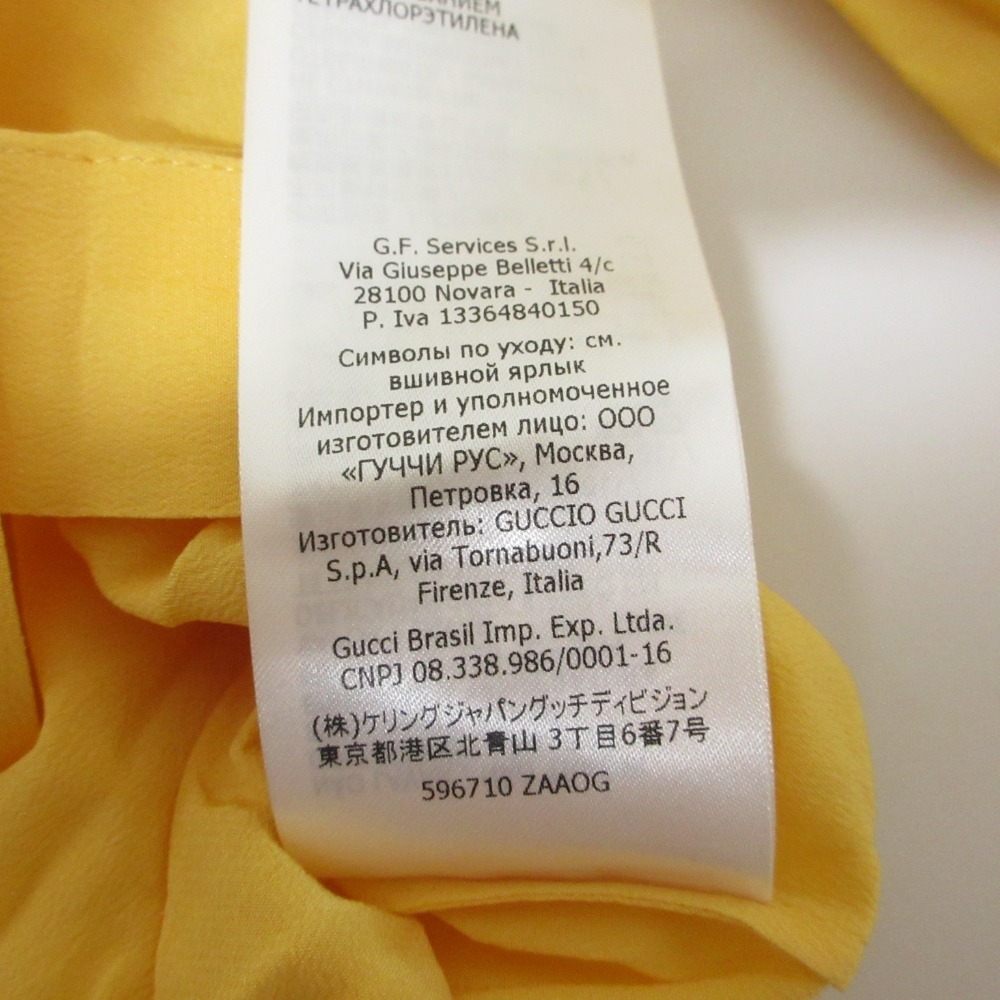 ТЕТРАХЛОРЭТИЛЕНА
G.F. Services S.r.l.
Via Giuseppe Belletti 4/c
28100 Novara - Italia
P. Iva 13364840150
Символы по уходу: см.
вшивной ярлык
Импортер и уполномоченное
изготовителем лицо: ООО
«ГУЧЧИ РУС», Москва,
Петровка, 16
Изготовитель: GUCCIO GUCCI
S.p.A, via Tornabuoni,73/R
Firenze, Italia
Gucci Brasil Imp. Exp. Ltda.
CNPJ 08.338.986/0001-16
(株)ケリングジャパングッチディビジョン
東京都港区北青山 3丁目6番7号
596710 ZAAOG